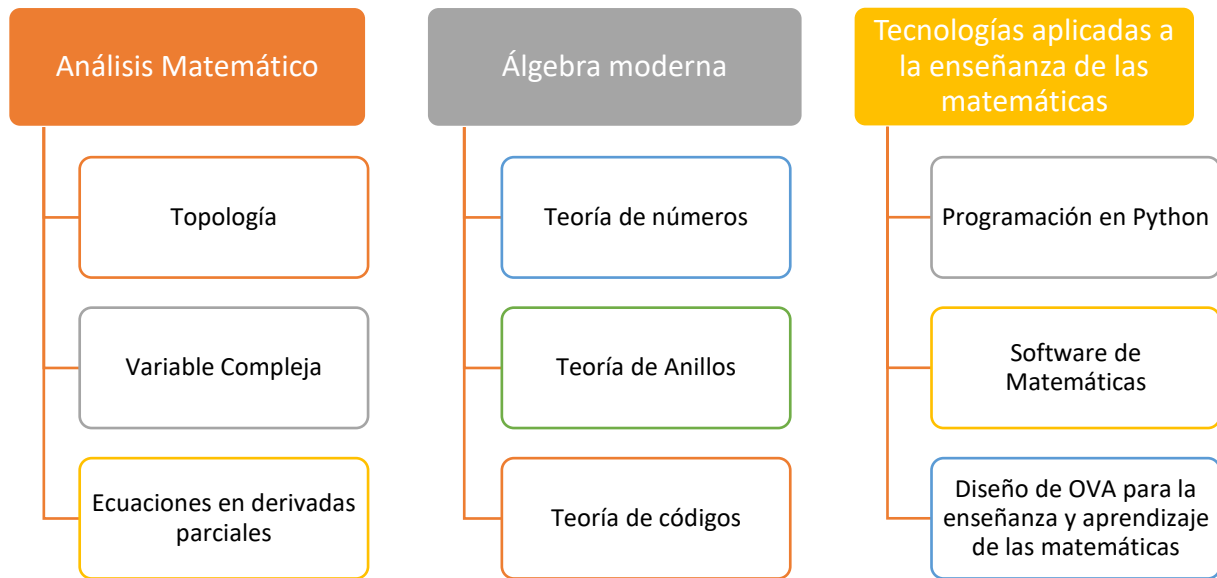 Análisis Matemático
Topología
Variable Compleja
Ecuaciones en derivadas
parciales
Álgebra moderna
Teoría de números
Teoría de Anillos
Teoría de códigos
Tecnologías aplicadas a
la enseñanza de las
matemáticas
Programación en Python
Software de
Matemáticas
Diseño de OVA para la
enseñanza y aprendizaje
de las matemáticas